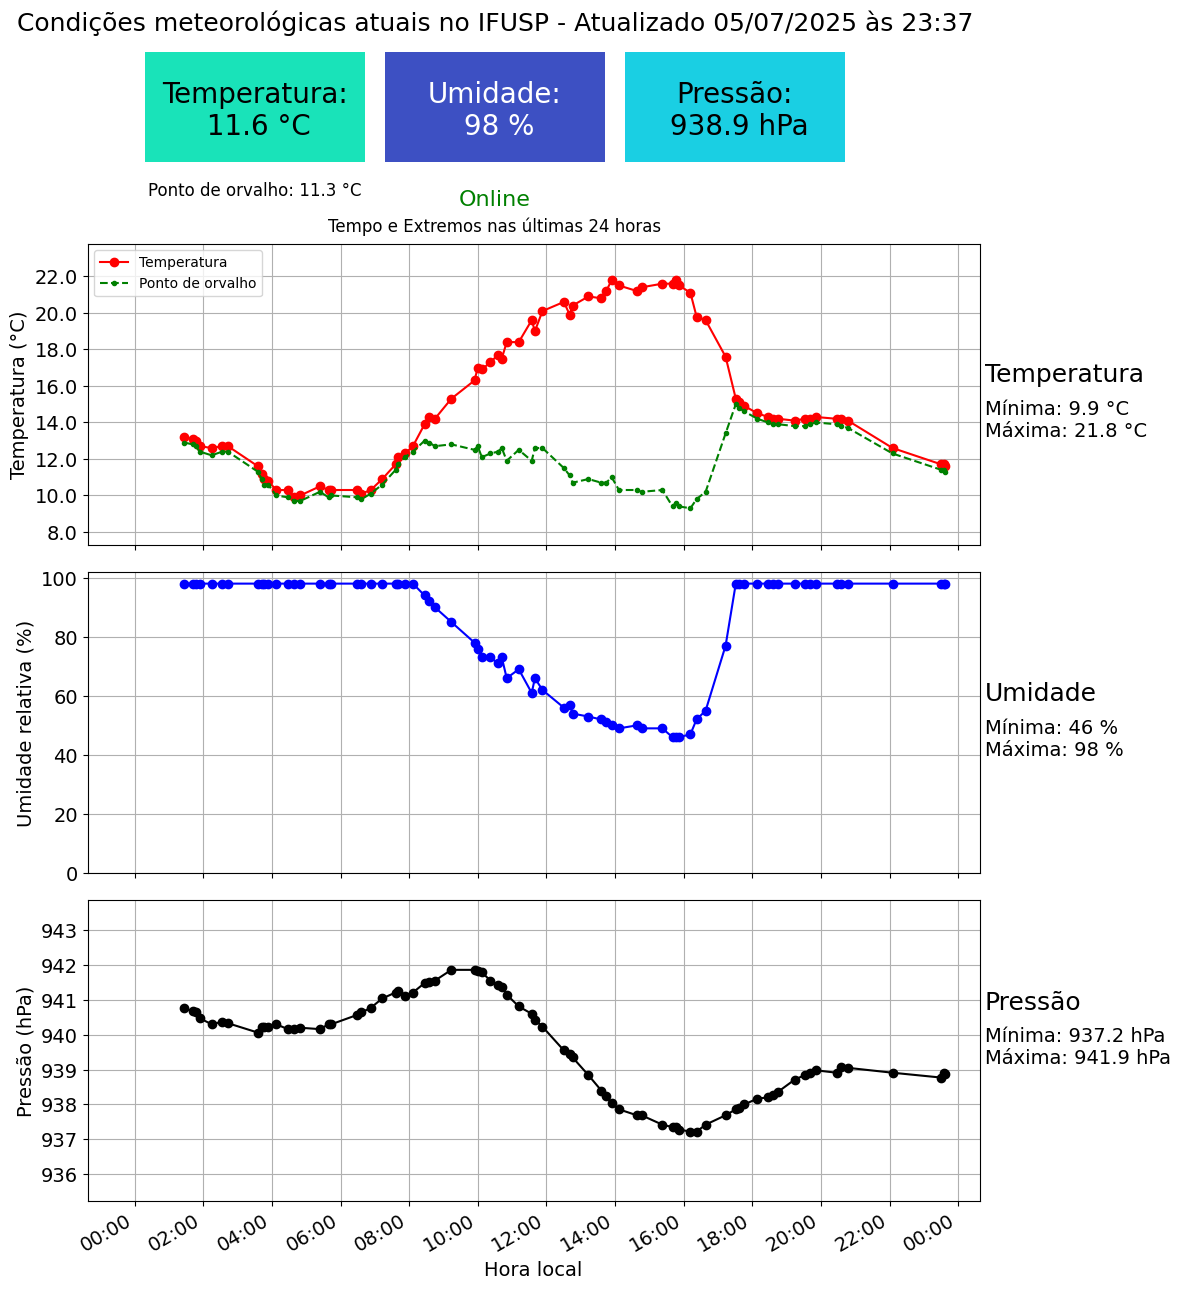 Condições meteorológicas atuais no IFUSP - Atualizado 05/07/2025 às 23:37
Temperatura:
11.6 °C
Umidade:
98 %
Pressão:
938.9 hPa
Ponto de orvalho: 11.3 °C
Online
Tempo e Extremos nas últimas 24 horas
Temperatura
Ponto de orvalho
Temperatura (°C)
22.0
20.0
18.0
16.0
14.0
12.0
10.0
8.0
Temperatura
Mínima: 9.9 °C
Máxima: 21.8 °C
Umidade relativa (%)
100
80
60
40
20
0
Umidade
Mínima: 46 %
Máxima: 98 %
Pressão (hPa)
943
942
941
940
939
938
937
936
Pressão
Mínima: 937.2 hPa
Máxima: 941.9 hPa
00:00 02:00 04:00 06:00 08:00 10:00 12:00 14:00 16:00 18:00 20:00 22:00 00:00
Hora local